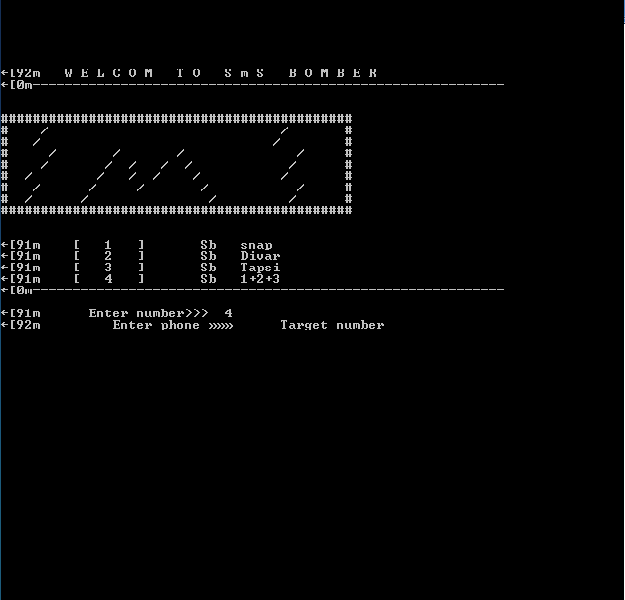 ←[92m W E L C O M T O S m S B O M B E R
←[0m---------------------------------------------------------------
############################################
# ⁄ ⁄ #
# ⁄ ⁄ #
# ⁄ ⁄ ⁄ ⁄ #
# ⁄ ⁄ ⁄ ⁄ ⁄ ⁄ #
# ⁄ ⁄ ⁄ ⁄ ⁄ ⁄ #
# ⁄ ⁄ ⁄ ⁄ ⁄ #
# ⁄ ⁄ ⁄ ⁄ #
############################################
←[91m [ 1 ] Sb snap
←[91m [ 2 ] Sb Divar
←[91m [ 3 ] Sb Tapsi
←[91m [ 4 ] Sb 1+2+3
←[0m---------------------------------------------------------------
←[91m Enter number>>> 4
←[92m Enter phone »»» Target number